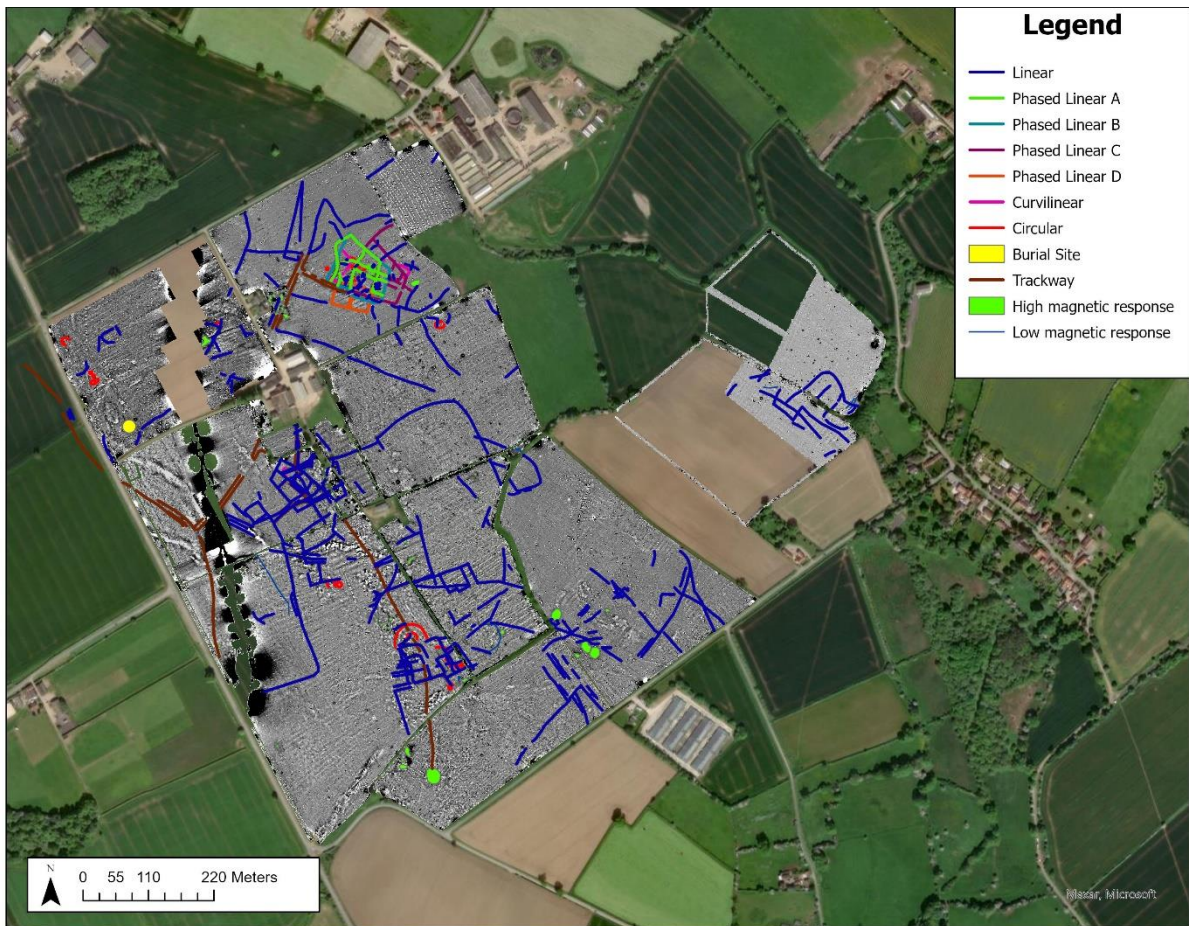 Legend
Linear
Phased Linear A
Phased Linear B
Phased Linear C
Phased Linear D
Curvilinear
Circular
Burial Site
Trackway
High magnetic response
Low magnetic response
N
0 55 110 220 Meters
Maxar, Microsoft